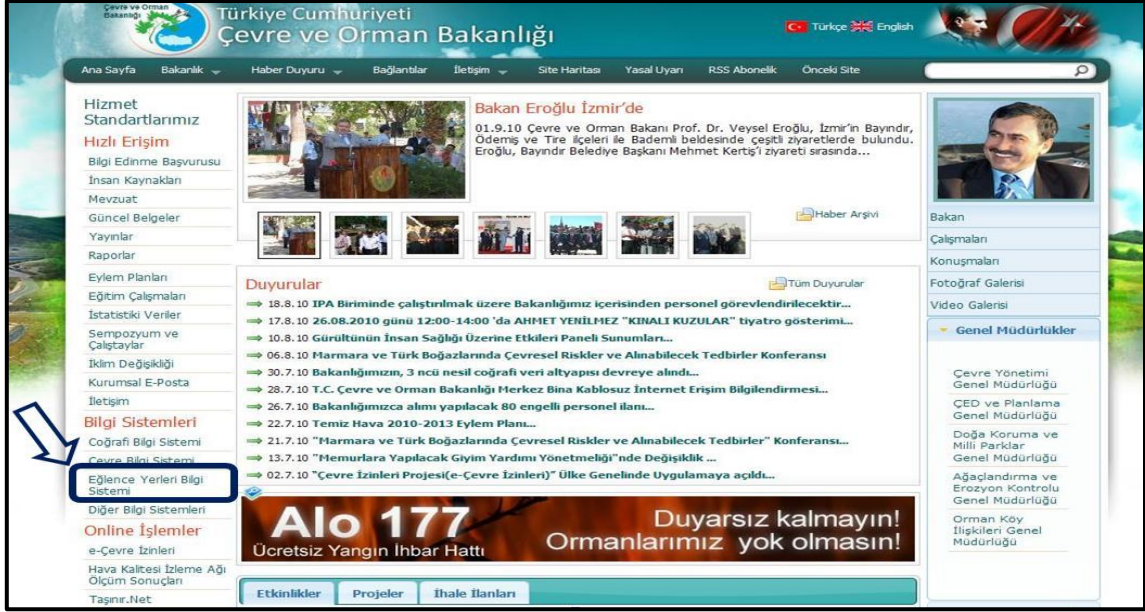 Çevre ve Orman
Bakanlığı
Türkiye Cumhuriyeti
Çevre ve Orman Bakanlığı
Türkçe English
Ana Sayfa Bakanlık Haber Duyuru Bağlantılar İletişim Site Haritası Yasal Uyarı RSS Abonelik Önceki Site
Hizmet
Standartlarımız
Hızlı Erişim
Bilgi Edinme Başvurusu
İnsan Kaynakları
Mevzuat
Güncel Belgeler
Yayınlar
Raporlar
Eylem Planları
Eğitim Çalışmaları
İstatistiki Veriler
Sempozyum ve
Çalıştaylar
İklim Değişikliği
Kurumsal E-Posta
İletişim
Bilgi Sistemleri
Coğrafi Bilgi Sistemi
Çevre Bilgi Sistemi
Eğlence Yerleri Bilgi
Sistemi
Diğer Bilgi Sistemleri
Online İşlemler
e-Çevre İzinleri
Hava Kalitesi İzleme Ağı
Ölçüm Sonuçları
Taşınır.Net
Bakan Eroğlu İzmir’de
01.9.10 Çevre ve Orman Bakanı Prof. Dr. Veysel Eroğlu, İzmir’in Bayındır,
Ödemiş ve Tire ilçeleri ile Bademli beldesinde çeşitli ziyaretlerde bulundu.
Eroğlu, Bayındır Belediye Başkanı Mehmet Kertiş’i ziyareti sırasında...
Haber Arşivi
Duyurular
Tüm Duyurular
18.8.10 IPA Biriminde çalıştırılmak üzere Bakanlığımız içerisinden personel görevlendirilecektir...
17.8.10 26.08.2010 günü 12:00-14:00 'da AHMET YENİLMEZ "KINALI KUZULAR" tiyatro gösterimi...
10.8.10 Gürültünün İnsan Sağlığı Üzerine Etkileri Paneli Sunumları...
06.8.10 Marmara ve Türk Boğazlarında Çevresel Riskler ve Alınabilecek Tedbirler Konferansı
30.7.10 Bakanlığımızın, 3 ncü nesil coğrafi veri altyapısı devreye alındı...
28.7.10 T.C. Çevre ve Orman Bakanlığı Merkez Bina Kablosuz İnternet Erişim Bilgilendirmesi...
26.7.10 Bakanlığımızca alımı yapılacak 80 engelli personel ilanı...
22.7.10 Temiz Hava 2010-2013 Eylem Planı...
21.7.10 "Marmara ve Türk Boğazlarında Çevresel Riskler ve Alınabilecek Tedbirler" Konferansı...
13.7.10 "Memurlara Yapılacak Giyim Yardımı Yönetmeliği"nde Değişiklik ...
02.7.10 "Çevre İzinleri Projesi(e-Çevre İzinleri)” Ülke Genelinde Uygulamaya açıldı...
Alo 177
Ücretsiz Yangın İhbar Hattı
Duyarsız kalmayın!
Ormanlarımız yok olmasın!
Etkinlikler Projeler İhale İlanları
Bakan
Çalışmaları
Konuşmaları
Fotoğraf Galerisi
Video Galerisi
Genel Müdürlükler
Çevre Yönetimi
Genel Müdürlüğü
ÇED ve Planlama
Genel Müdürlüğü
Doğa Koruma ve
Milli Parklar
Genel Müdürlüğü
Ağaçlandırma ve
Erozyon Kontrolu
Genel Müdürlüğü
Orman Köy
İlişkileri Genel
Müdürlüğü